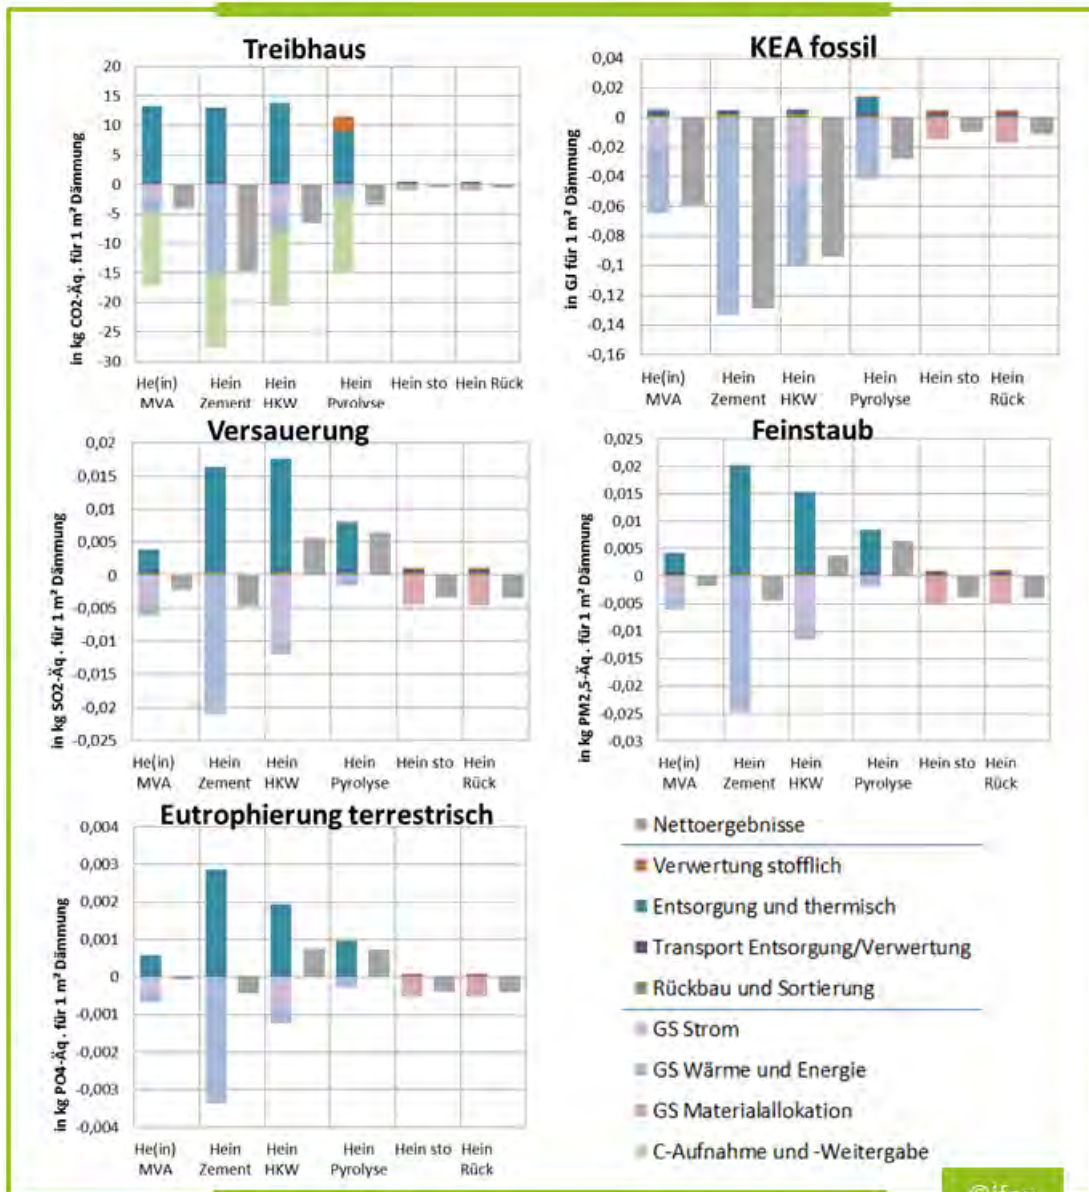 Treibhaus
in kg CO2-Äq . für 1 m² Dämmung
20
15
10
5
0
-5
-10
-15
-20
-25
-30
He(in) MVA
Hein Zement
Hein HKW
Hein Pyrolyse
Hein sto
Hein Rück
KEA fossil
in GJ für 1 m² Dämmung
0,04
0,02
0
-0,02
-0,04
-0,06
-0,08
-0,1
-0,12
-0,14
-0,16
He(in) MVA
Hein Zement
Hein HKW
Hein Pyrolyse
Hein sto
Hein Rück
Versauerung
in kg SO2-Äq . für 1 m² Dämmung
0,02
0,015
0,01
0,005
0
-0,005
-0,01
-0,015
-0,02
-0,025
He(in) MVA
Hein Zement
Hein HKW
Hein Pyrolyse
Hein sto
Hein Rück
Feinstaub
in kg PM2,5-Äq. für 1 m² Dämmung
0,025
0,02
0,015
0,01
0,005
0
-0,005
-0,01
-0,015
-0,02
-0,025
-0,03
He(in) MVA
Hein Zement
Hein HKW
Hein Pyrolyse
Hein sto
Hein Rück
Eutrophierung terrestrisch
in kg PO4-Äq . für 1 m² Dämmung
0,004
0,003
0,002
0,001
0
-0,001
-0,002
-0,003
-0,004
He(in) MVA
Hein Zement
Hein HKW
Hein Pyrolyse
Hein sto
Hein Rück
Nettoergebnisse
Verwertung stofflich
Entsorgung und thermisch
Transport Entsorgung/Verwertung
Rückbau und Sortierung
GS Strom
GS Wärme und Energie
GS Materialallokation
C-Aufnahme und -Weitergabe